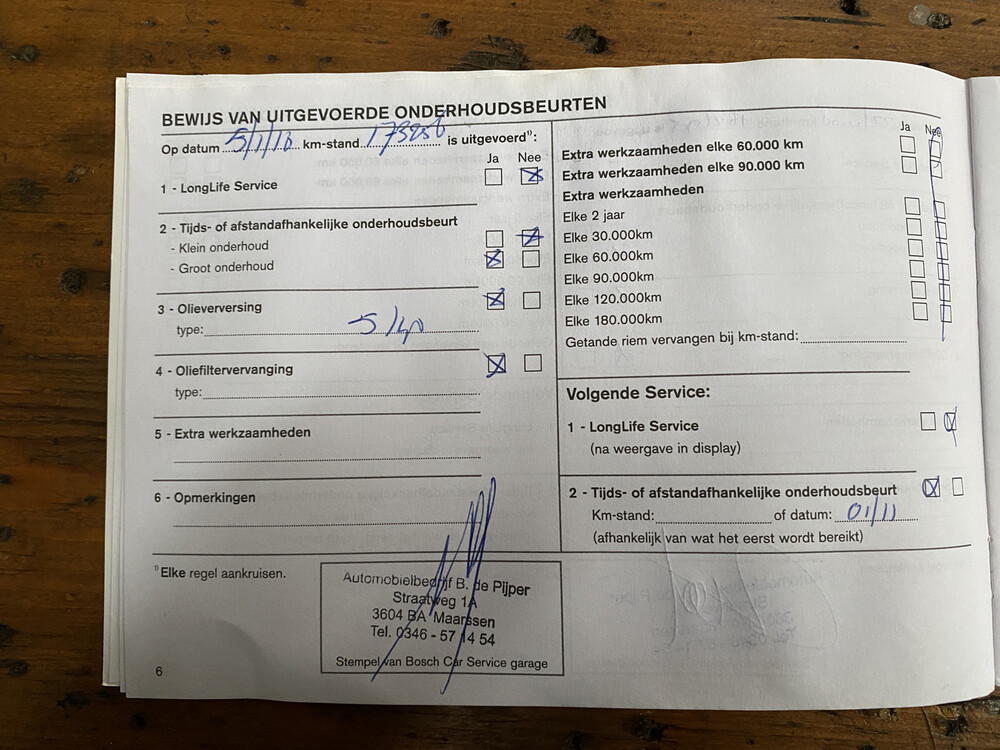 BEWIJS VAN UITGEVOERDE ONDERHOUDSBEURTEN
Op datum 5/1/10 km-stand is uitgevoerd¹⁾:
Ja Nee
1 - LongLife Service
2 - Tijds- of afstandafhankelijke onderhoudsbeurt
- Klein onderhoud
- Groot onderhoud
3 - Olieverversing
type: 5/40
4 - Oliefiltervervanging
type:
5 - Extra werkzaamheden
6 - Opmerkingen
¹⁾ Elke regel aankruisen.
Automobielbedrijf B. de Pijper
Straatweg 1A
3604 BA Maarssen
Tel. 0346 - 57 14 54
Stempel van Bosch Car Service garage
6
Ja Nee
Extra werkzaamheden elke 60.000 km
Extra werkzaamheden elke 90.000 km
Extra werkzaamheden
Elke 2 jaar
Elke 30.000km
Elke 60.000km
Elke 90.000km
Elke 120.000km
Elke 180.000km
Getande riem vervangen bij km-stand:
Volgende Service:
1 - LongLife Service
(na weergave in display)
2 - Tijds- of afstandafhankelijke onderhoudsbeurt
Km-stand: of datum: 01/11
(afhankelijk van wat het eerst wordt bereikt)